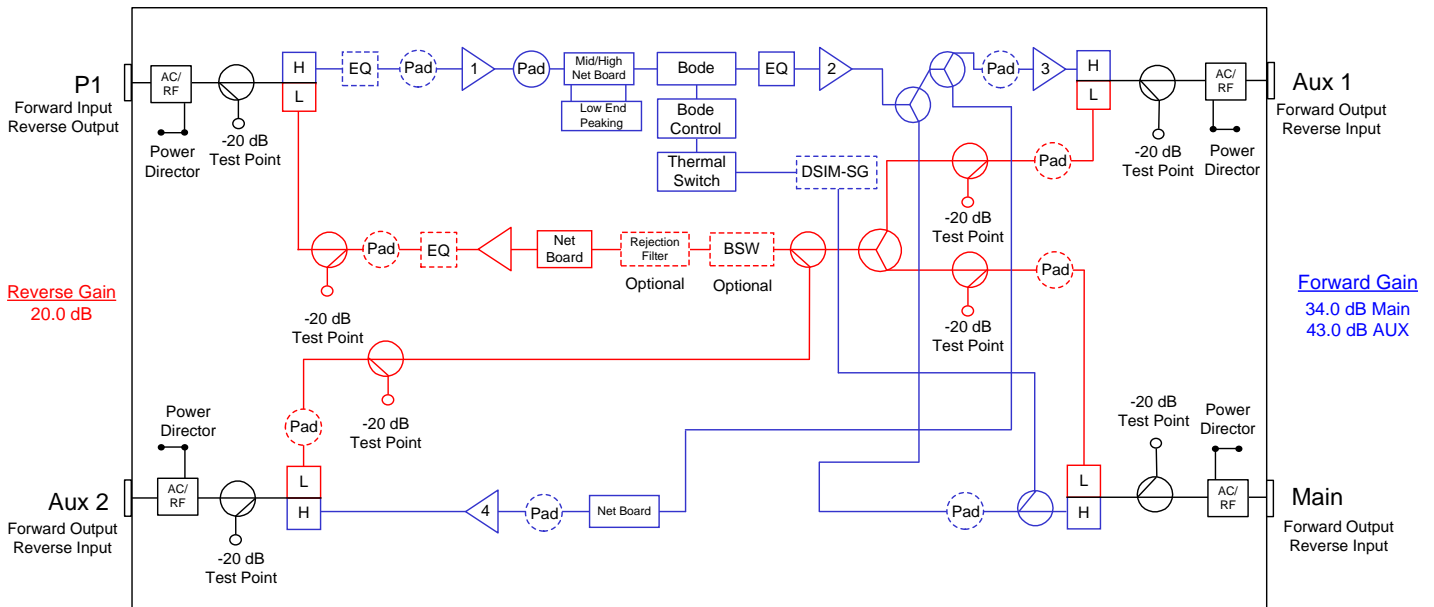 P1
Forward Input
Reverse Output
AC/
RF
Power
Director
-20 dB
Test Point
H
L
EQ
Pad
1
Pad
Mid/High
Net Board
Low End
Peaking
Bode
Bode
Control
Thermal
Switch
DSIM-SG
EQ
2
Pad
3
H
L
-20 dB
Test Point
AC/
RF
Power
Director
Aux 1
Forward Output
Reverse Input
Pad
-20 dB
Test Point
-20 dB
Test Point
Pad
EQ
Net
Board
Rejection
Filter
Optional
BSW
Optional
Pad
-20 dB
Test Point
Reverse Gain
20.0 dB
Forward Gain
34.0 dB Main
43.0 dB AUX
-20 dB
Test Point
Pad
Power
Director
Aux 2
Forward Output
Reverse Input
AC/
RF
-20 dB
Test Point
L
H
4
Pad
Net Board
Pad
L
H
-20 dB
Test Point
Power
Director
AC/
RF
Main
Forward Output
Reverse Input